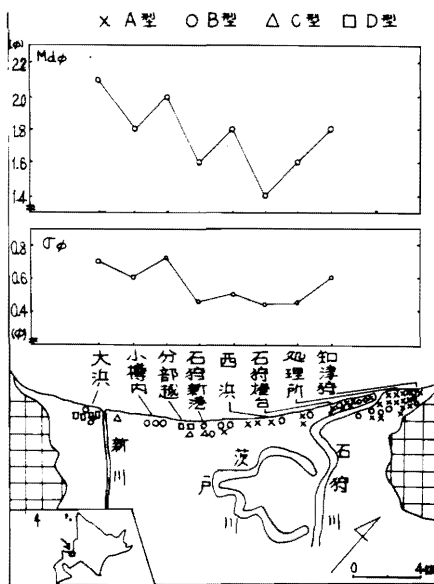 × A型 ○ B型 △ C型 □ D型
(φ) Mdφ
2.2
2.0
1.8
1.6
1.4
σφ
0.8
0.6
0.4
(φ)
大浜
小樽内
分部越
石狩新港
西浜
石狩燈台
処理所
知津狩
新川
茨戸川
石狩川
0 4km